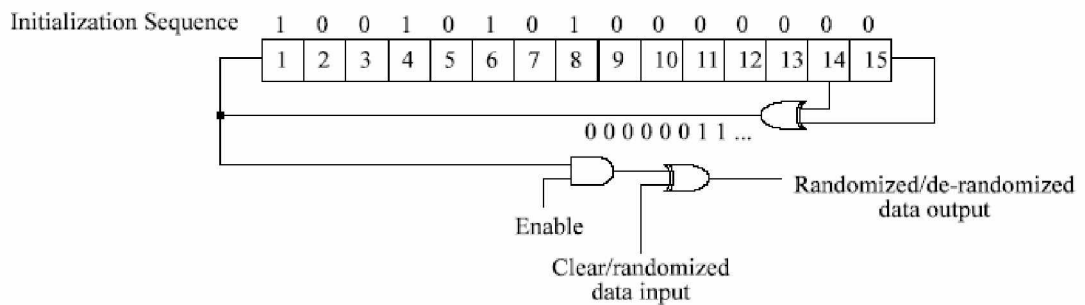 Initialization Sequence 1 0 0 1 0 1 0 1 0 0 0 0 0 0 0
1 2 3 4 5 6 7 8 9 10 11 12 13 14 15
0 0 0 0 0 0 1 1 ...
Enable
Randomized/de-randomized
data output
Clear/randomized
data input